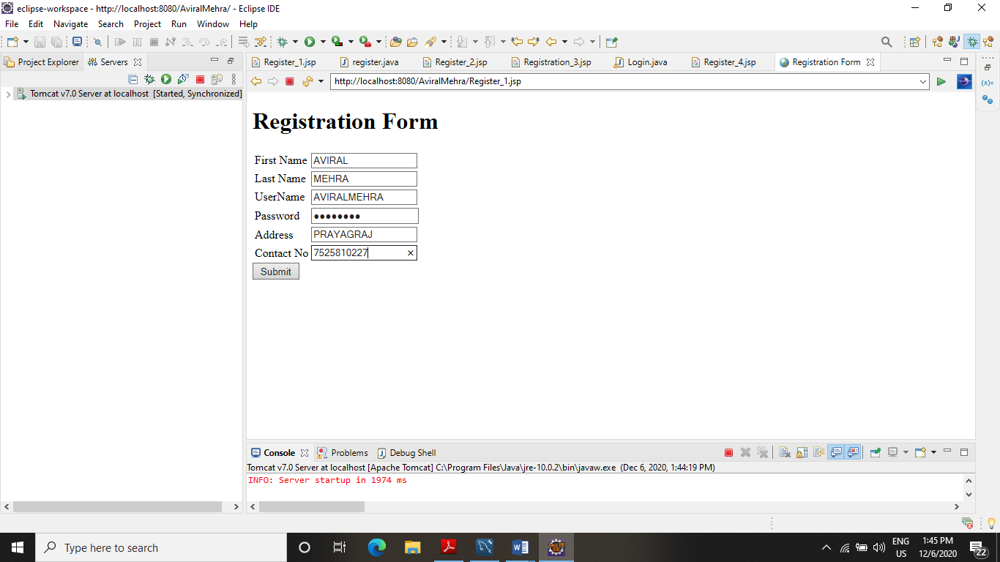 eclipse-workspace - http://localhost:8080/AviralMehra/ - Eclipse IDE
File Edit Navigate Search Project Run Window Help
Project Explorer Servers
Register_1.jsp register.java Register_2.jsp Registration_3.jsp Login.java Register_4.jsp Registration Form
Tomcat v7.0 Server at localhost [Started, Synchronized]
http://localhost:8080/AviralMehra/Register_1.jsp
(x)=
Registration Form
First Name AVIRAL
Last Name MEHRA
UserName AVIRALMEHRA
Password ●●●●●●●●
Address PRAYAGRAJ
Contact No 7525810227
Submit
Console Problems Debug Shell
Tomcat v7.0 Server at localhost [Apache Tomcat] C:\Program Files\Java\jre-10.0.2\bin\javaw.exe (Dec 6, 2020, 1:44:19 PM)
INFO: Server startup in 1974 ms
Type here to search
ENG
US
1:45 PM
12/6/2020
22